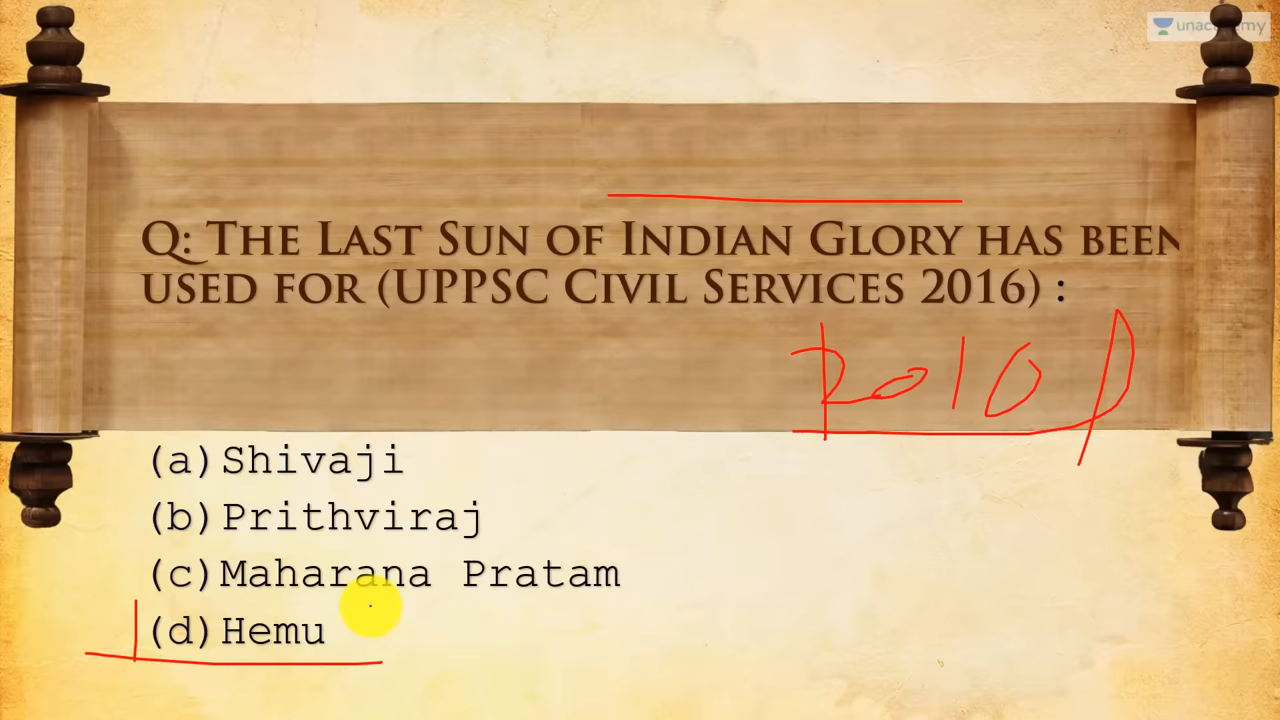 unacademy
Q: The Last Sun of Indian Glory has been
used for (UPPSC Civil Services 2016) :
(a)Shivaji
(b)Prithviraj
(c)Maharana Pratam
(d)Hemu